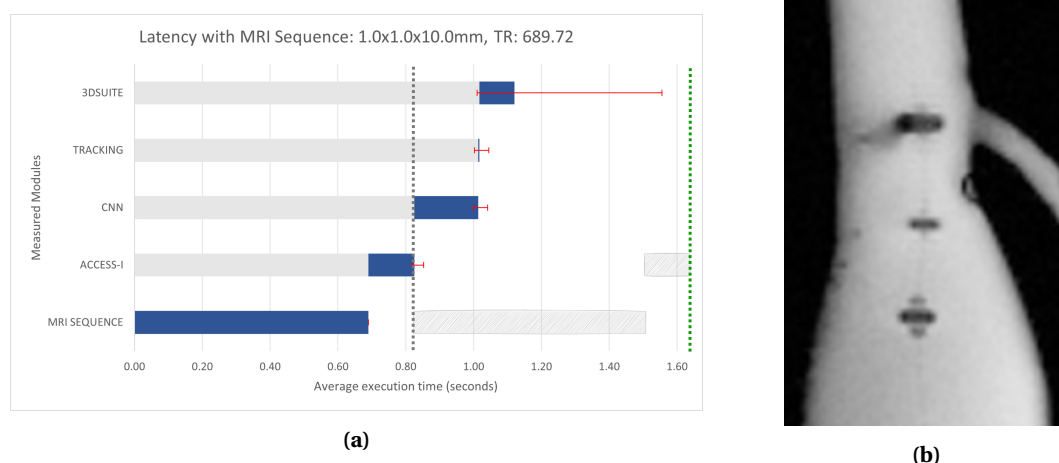 Latency with MRI Sequence: 1.0x1.0x10.0mm, TR: 689.72
Measured Modules
3DSUITE
TRACKING
CNN
ACCESS-I
MRI SEQUENCE
0.00 0.20 0.40 0.60 0.80 1.00 1.20 1.40 1.60
Average execution time (seconds)
(a)
(b)